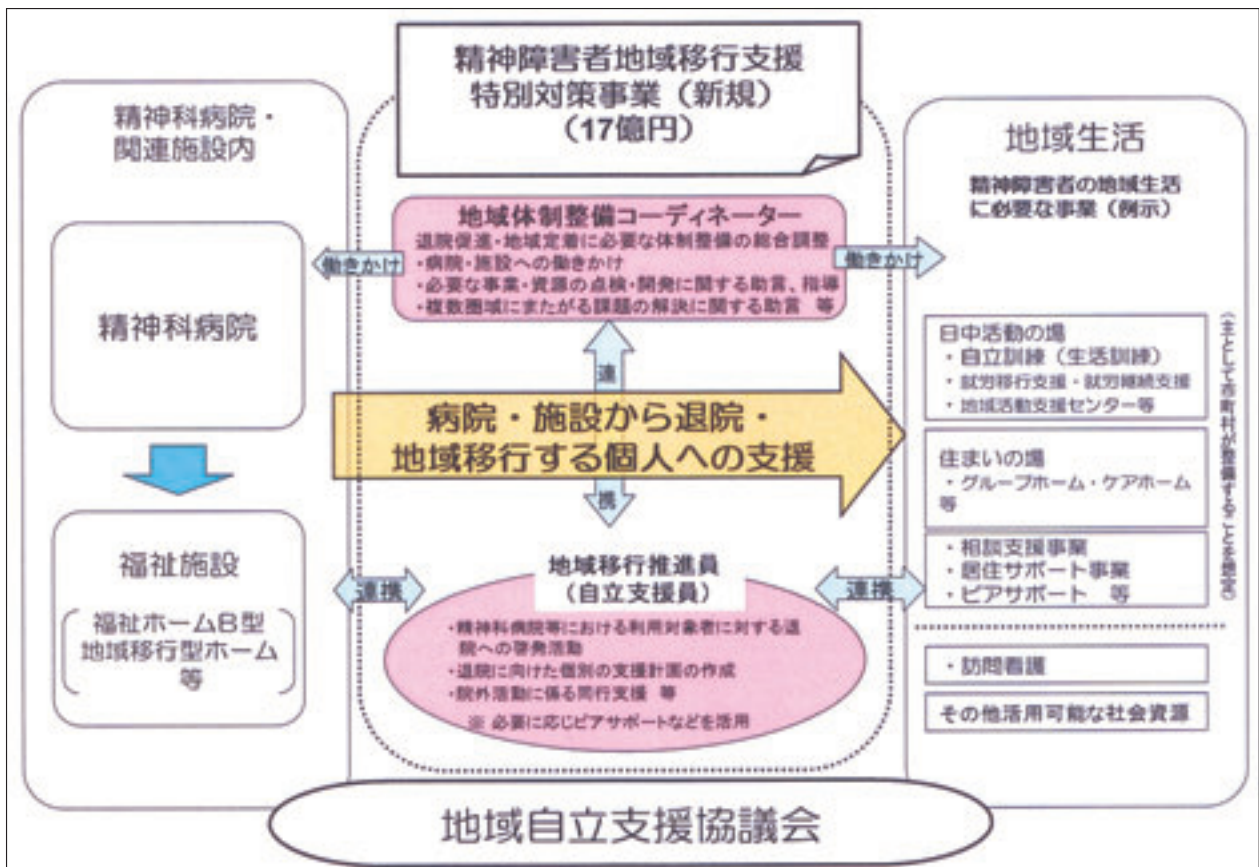 精神障害者地域移行支援
特別対策事業(新規)
(17億円)
精神科病院・
関連施設内
精神科病院
福祉施設
福祉ホームB型
地域移行型ホーム
等
地域体制整備コーディネーター
退院促進・地域定着に必要な体制整備の総合調整
・病院・施設への働きかけ
・必要な事業・資源の点検・開発に関する助言、指導
・複数圏域にまたがる課題の解決に関する助言 等
働きかけ
働きかけ
連
病院・施設から退院・
地域移行する個人への支援
携
地域移行推進員
(自立支援員)
・精神科病院等における利用対象者に対する退
院への啓発活動
・退院に向けた個別の支援計画の作成
・院外活動に係る同行支援 等
※ 必要に応じピアサポートなどを活用
連携
連携
地域生活
精神障害者の地域生活
に必要な事業(例示)
日中活動の場
・自立訓練(生活訓練)
・就労移行支援・就労継続支援
・地域活動支援センター等
住まいの場
・グループホーム・ケアホーム
等
・相談支援事業
・居住サポート事業
・ピアサポート 等
(主として市町村が整備することを想定)
・訪問看護
その他活用可能な社会資源
地域自立支援協議会